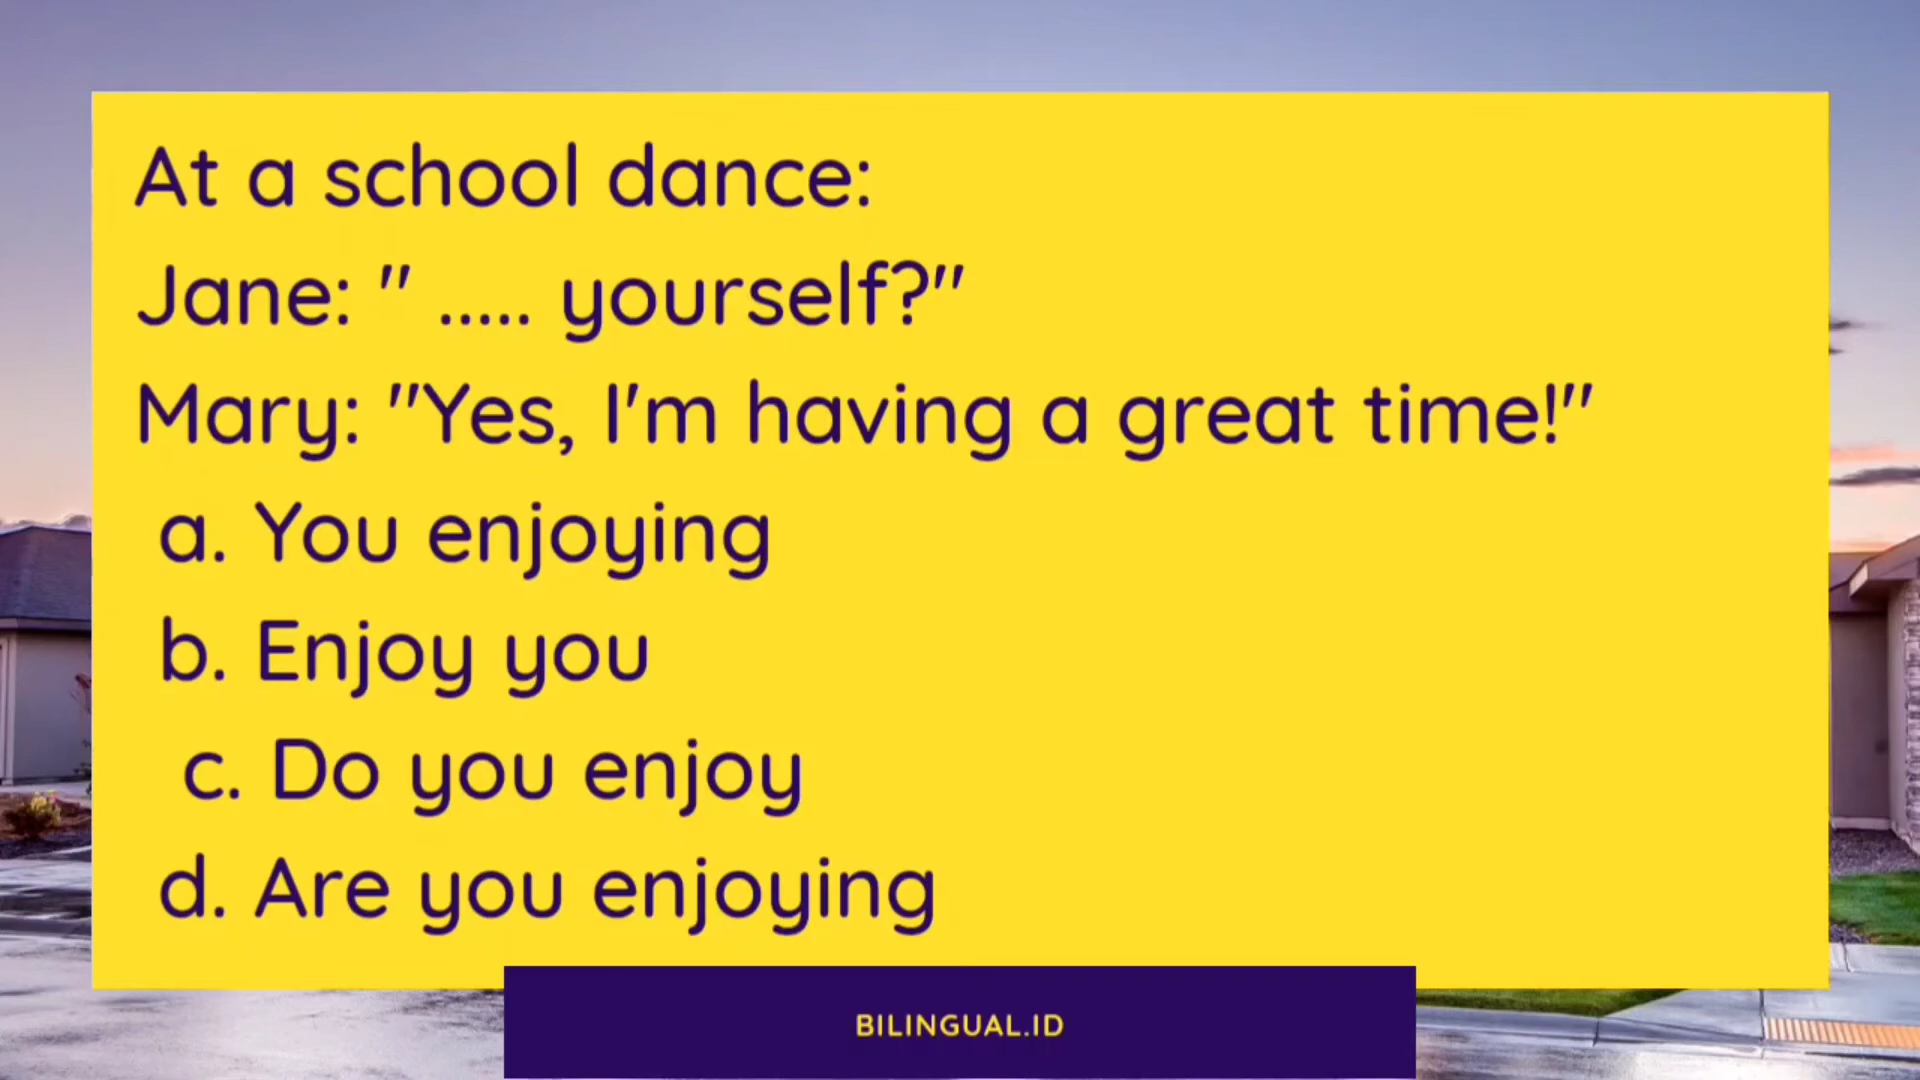 At a school dance:
Jane: " ..... yourself?"
Mary: "Yes, I'm having a great time!"
a. You enjoying
b. Enjoy you
c. Do you enjoy
d. Are you enjoying
BILINGUAL.ID